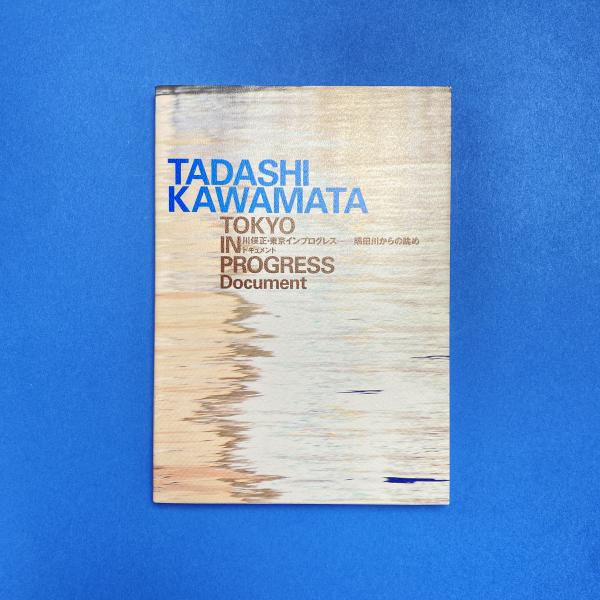 TADASHI
KAWAMATA
TOKYO
IN
川俣正・東京インプログレス―隅田川からの眺め
ドキュメント
PROGRESS
Document